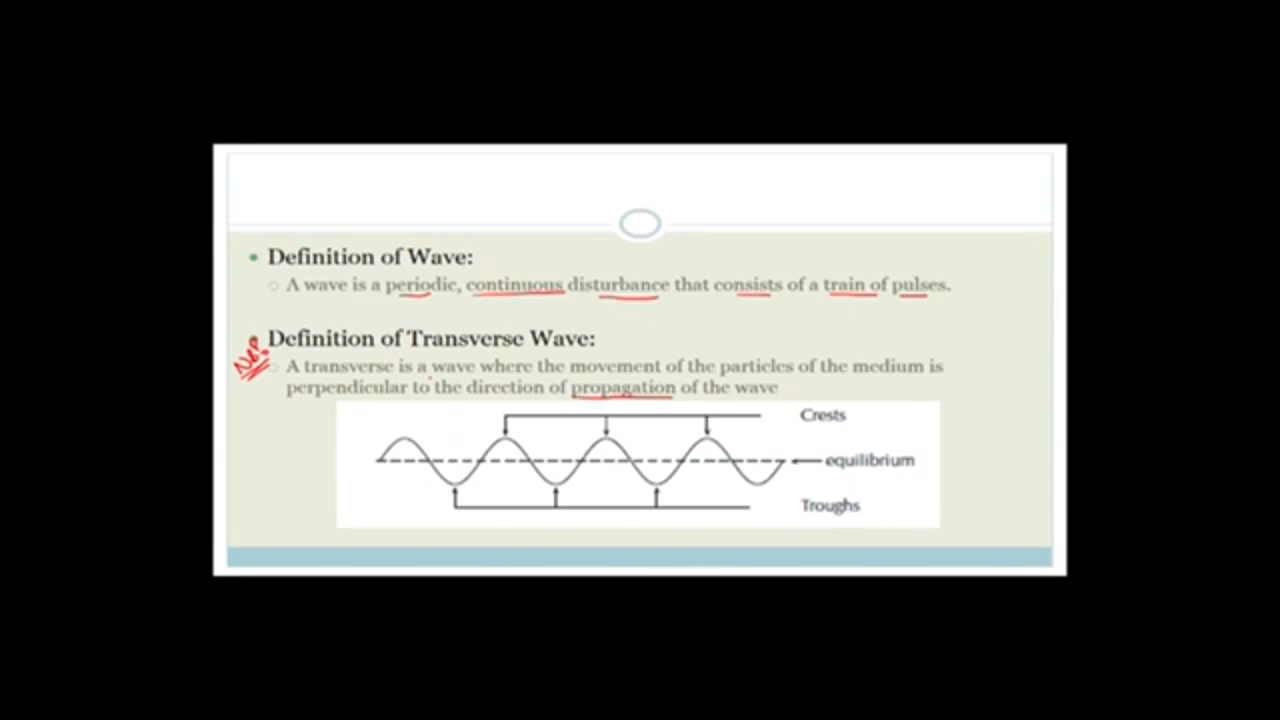 Definition of Wave:
A wave is a periodic, continuous disturbance that consists of a train of pulses.
Definition of Transverse Wave:
A transverse is a wave where the movement of the particles of the medium is
perpendicular to the direction of propagation of the wave
Crests
equilibrium
Troughs